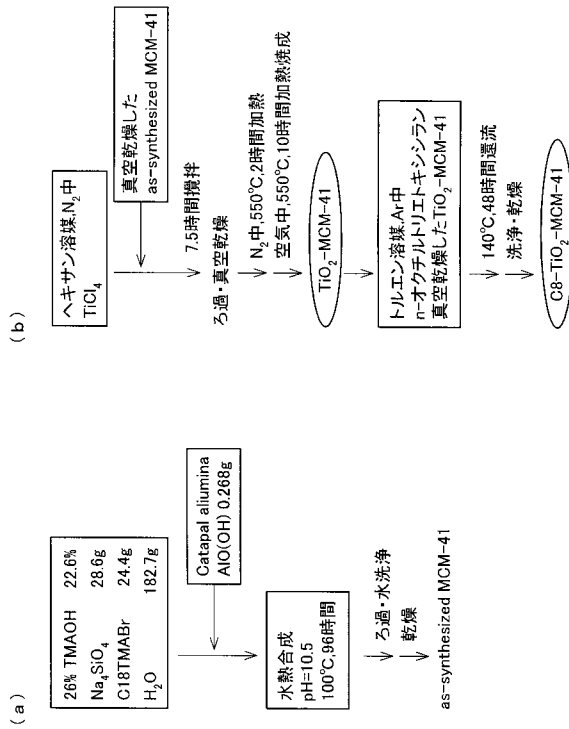 (a)
26% TMAOH 22.6%
Na4SiO4 28.6g
C18TMABr 24.4g
H2O 182.7g
Catapal aliumina
AlO(OH) 0.268g
水熱合成
pH=10.5
100℃,96時間
ろ過・水洗浄
乾燥
as-synthesized MCM-41
(b)
ヘキサン溶媒,N2中
TiCl4
真空乾燥した
as-synthesized MCM-41
7.5時間攪拌
ろ過・真空乾燥
N2中,550℃,2時間加熱
空気中,550℃,10時間加熱焼成
TiO2-MCM-41
トルエン溶媒,Ar中
n-オクチルトリエトキシシラン
真空乾燥したTiO2-MCM-41
140℃,48時間還流
洗浄・乾燥
C8-TiO2-MCM-41